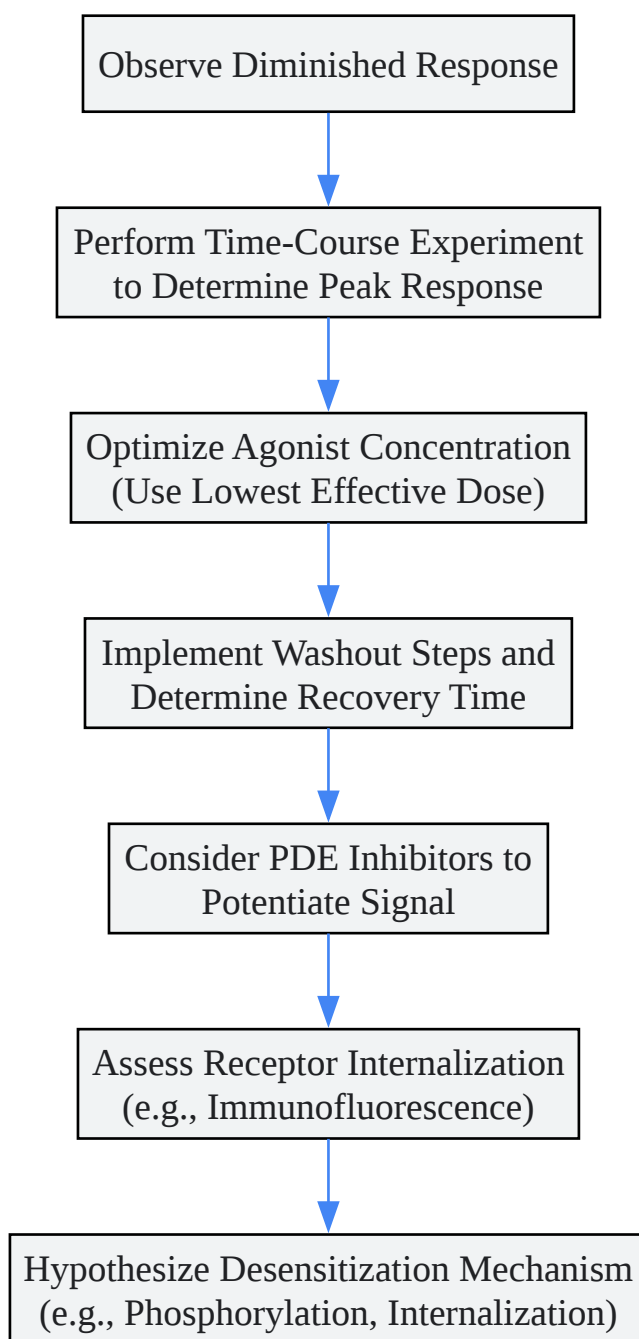 Observe Diminished Response
Perform Time-Course Experiment
to Determine Peak Response
Optimize Agonist Concentration
(Use Lowest Effective Dose)
Implement Washout Steps and
Determine Recovery Time
Consider PDE Inhibitors to
Potentiate Signal
Assess Receptor Internalization
(e.g., Immunofluorescence)
Hypothesize Desensitization Mechanism
(e.g., Phosphorylation, Internalization)